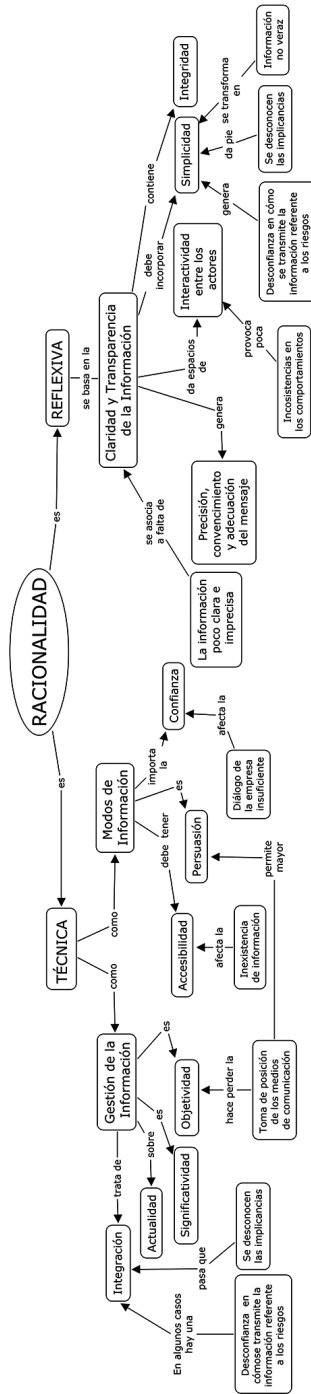 RACIONALIDAD
es
es
TÉCNICA
REFLEXIVA
como
como
se basa en la
Gestión de la
Información
Modos de
Información
Claridad y Transparencia
de la Información
trata de
sobre
es
es
debe tener
es
importa
la
se asocia
a falta de
genera
da espacios
de
debe
incorporar
contiene
Integración
Actualidad
Significatividad
Objetividad
Accesibilidad
Persuasión
Confianza
La información
poco clara e
imprecisa
Precisión,
convencimiento
y adecuación
del mensaje
Interactividad
entre los
actores
Simplicidad
Integridad
En algunos casos
hay una
pasa que
hace perder la
afecta la
permite
mayor
afecta la
provoca
poca
genera
da pie
se transforma
en
Desconfianza en
cómose transmite la
información referente
a los riesgos
Se desconocen
las implicancias
Toma de posición
de los medios
de comunicación
Inexistencia
de información
Diálogo de
la empresa
insuficiente
Incosistencias en
los comportamientos
Desconfianza en cómo
se transmite la
información referente
a los riesgos
Se desconocen
las implicancias
Información
no veraz